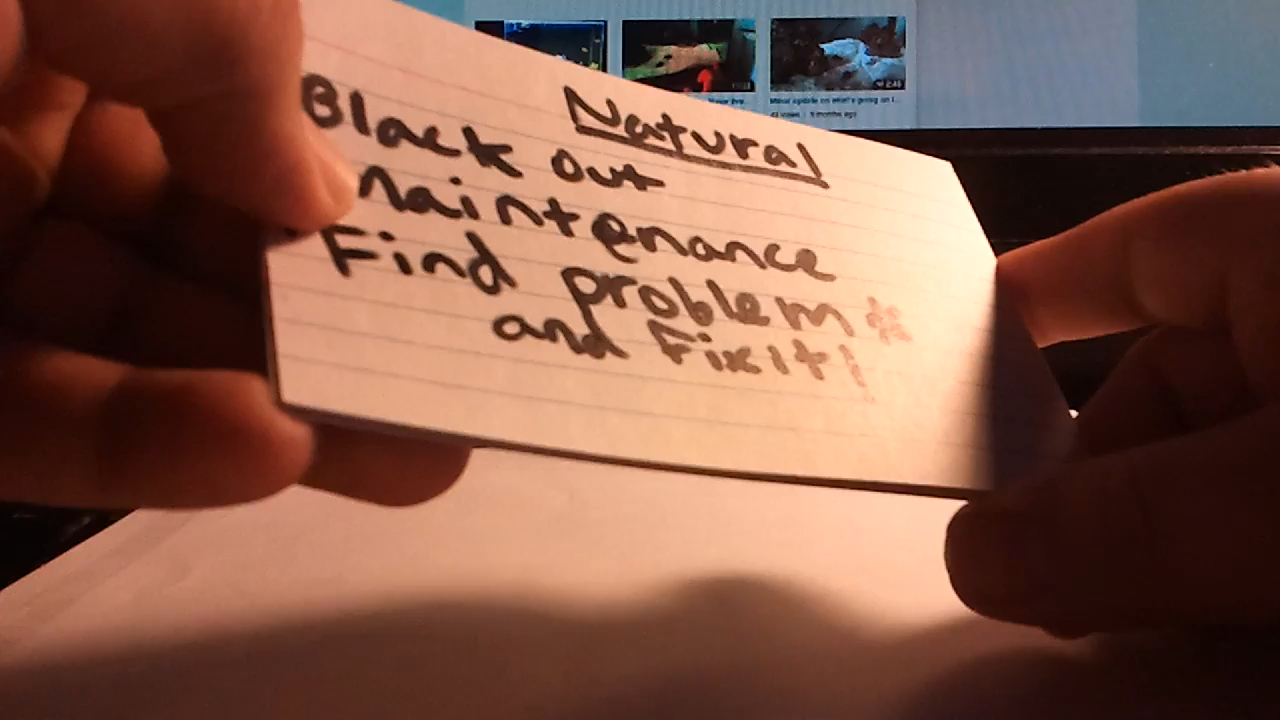 Natural
Black Out
Maintenance
Find problem *
and Fix it!